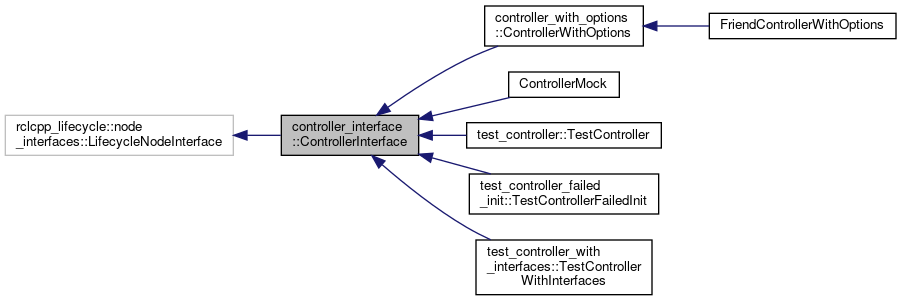 controller_with_options
::ControllerWithOptions
FriendControllerWithOptions
ControllerMock
rclcpp_lifecycle::node
_interfaces::LifecycleNodeInterface
controller_interface
::ControllerInterface
test_controller::TestController
test_controller_failed
_init::TestControllerFailedInit
test_controller_with
_interfaces::TestController
WithInterfaces